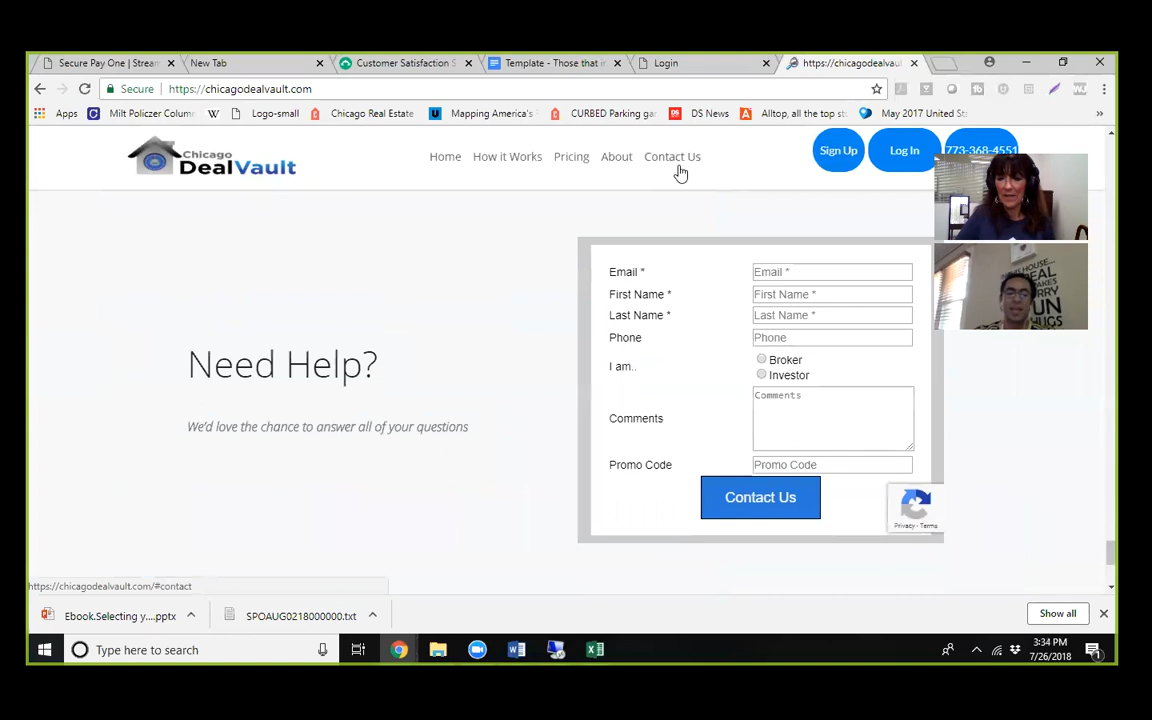 Secure Pay One | Stream
New Tab
Customer Satisfaction S
Template - Those that in
Login
https://chicagodealvault
Secure
https://chicagodealvault.com
Apps
Milt Policzer Column
Logo-small
Chicago Real Estate
Mapping America's
CURBED Parking gar
DS News
Alltop, all the top st
May 2017 United St
Chicago
DealVault
Home
How it Works
Pricing
About
Contact Us
Sign Up
Log In
773-368-4551
Email *
Email *
First Name *
First Name *
Last Name *
Last Name *
Phone
Phone
I am..
Broker
Investor
Need Help?
We'd love the chance to answer all of your questions
Comments
Comments
Promo Code
Promo Code
Contact Us
Privacy - Terms
https://chicagodealvault.com/#contact
Ebook.Selecting y....pptx
SPOAUG0218000000.txt
Show all
Type here to search
3:34 PM
7/26/2018